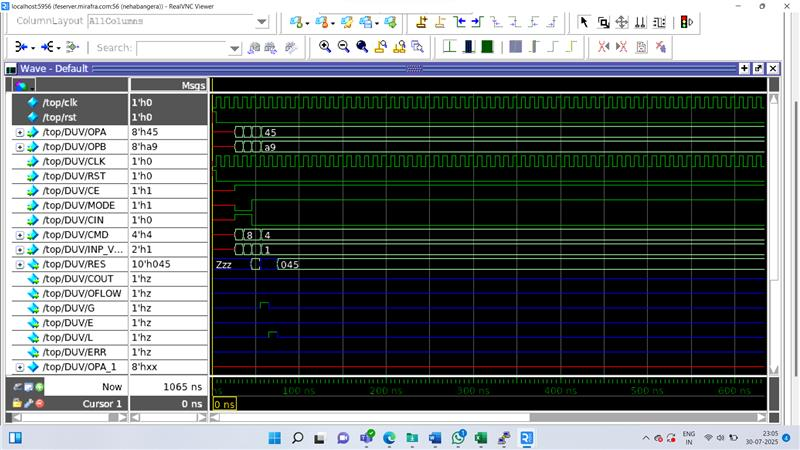 localhost:5956 (feserver.mirafra.com:56 (nehabangera)) – RealVNC Viewer
ColumnLayout AllColumns
Search:
Wave - Default
Msgs
/top/clk 1'h0
/top/rst 1'h0
/top/DUV/OPA 8'h45 45
/top/DUV/OPB 8'ha9 a9
/top/DUV/CLK 1'h0
/top/DUV/RST 1'h0
/top/DUV/CE 1'h1
/top/DUV/MODE 1'h1
/top/DUV/CIN 1'h0
/top/DUV/CMD 4'h4 8 4
/top/DUV/INP_V... 2'h1 1
/top/DUV/RES 10'h045 Zzz 045
/top/DUV/COUT 1'hz
/top/DUV/OFLOW 1'hz
/top/DUV/G 1'hz
/top/DUV/E 1'hz
/top/DUV/L 1'hz
/top/DUV/ERR 1'hz
/top/DUV/OPA_1 8'hxx
Now 1065 ns ns 100 ns 200 ns 300 ns 400 ns 500 ns 600 ns
Cursor 1 0 ns 0 ns
ENG
IN
23:05
30-07-2025